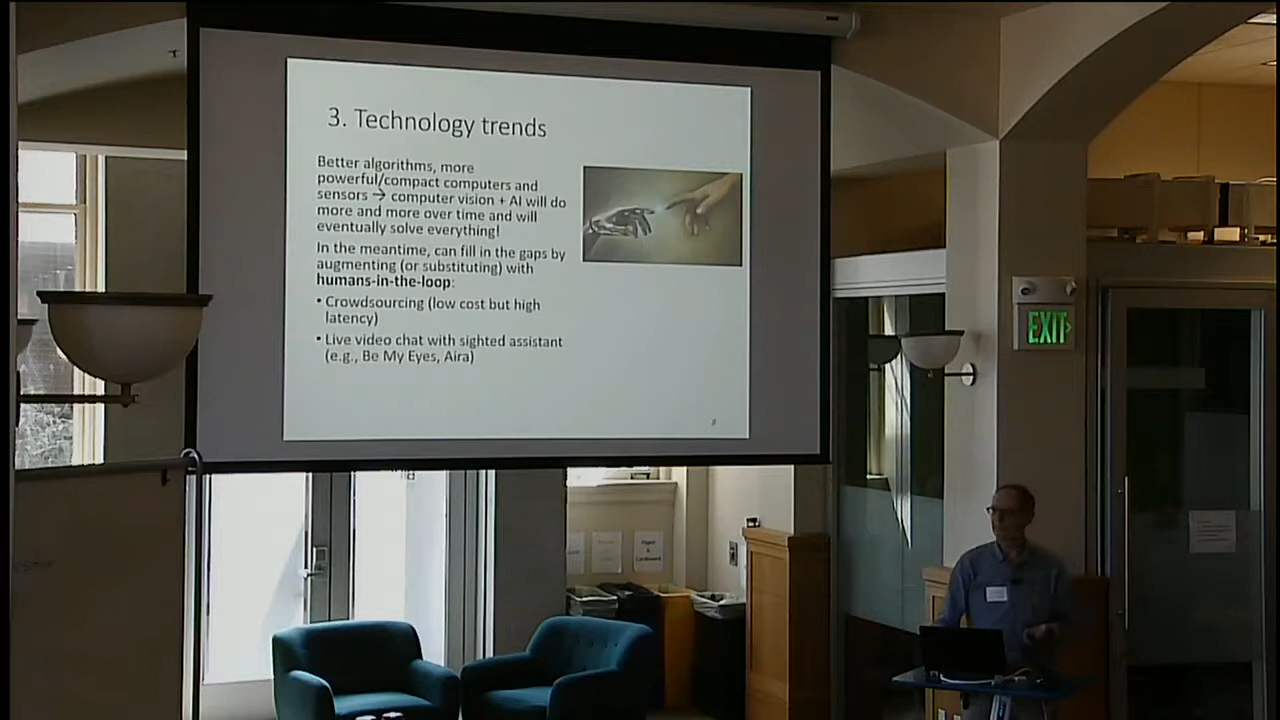 3. Technology trends
Better algorithms, more
powerful/compact computers and
sensors → computer vision + AI will do
more and more over time and will
eventually solve everything!
In the meantime, can fill in the gaps by
augmenting (or substituting) with
humans-in-the-loop:
• Crowdsourcing (low cost but high
latency)
• Live video chat with sighted assistant
(e.g., Be My Eyes, Aira)
EXIT
Paper
&
Cardboard